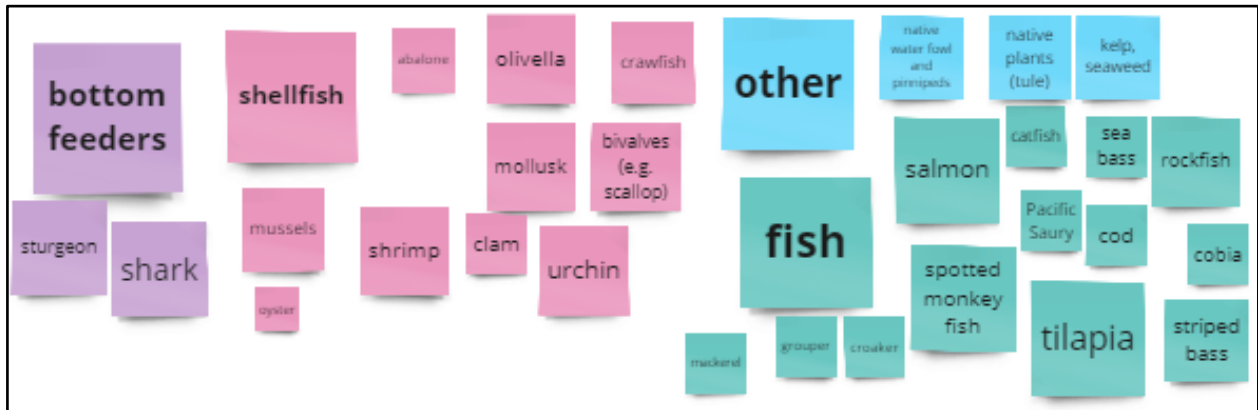 bottom
feeders
sturgeon
shark
shellfish
abalone
olivella
crawfish
mollusk
bivalves
(e.g.
scallop)
mussels
shrimp
clam
urchin
oyster
other
native
water fowl
and
pinnipeds
native
plants
(tule)
kelp,
seaweed
fish
salmon
catfish
sea
bass
rockfish
Pacific
Saury
cod
cobia
spotted
monkey
fish
tilapia
striped
bass
mackerel
grouper
croaker